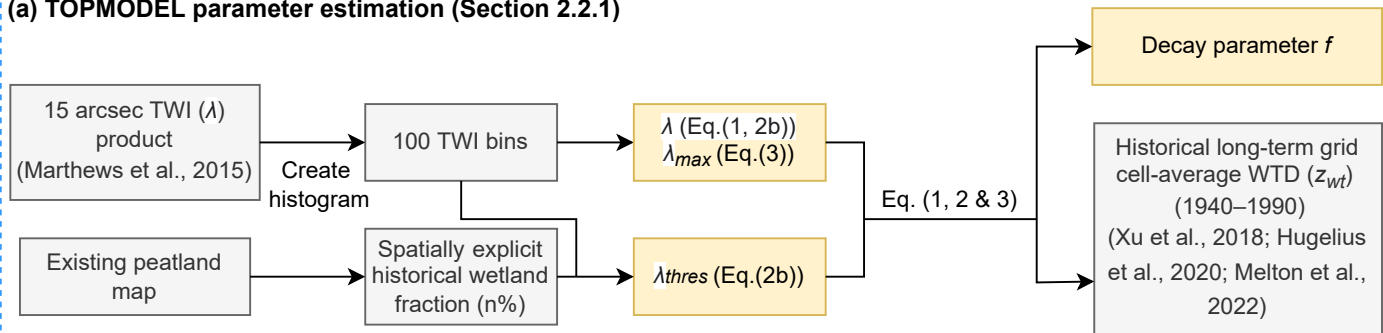 (a) TOPMODEL parameter estimation (Section 2.2.1)
15 arcsec TWI (λ)
product
(Marthews et al., 2015)
Create
histogram
100 TWI bins
λ (Eq.(1, 2b))
λmax (Eq.(3))
Existing peatland
map
Spatially explicit
historical wetland
fraction (n%)
λthres (Eq.(2b))
Eq. (1, 2 & 3)
Decay parameter f
Historical long-term grid
cell-average WTD (zwt)
(1940–1990)
(Xu et al., 2018; Hugelius
et al., 2020; Melton et al.,
2022)